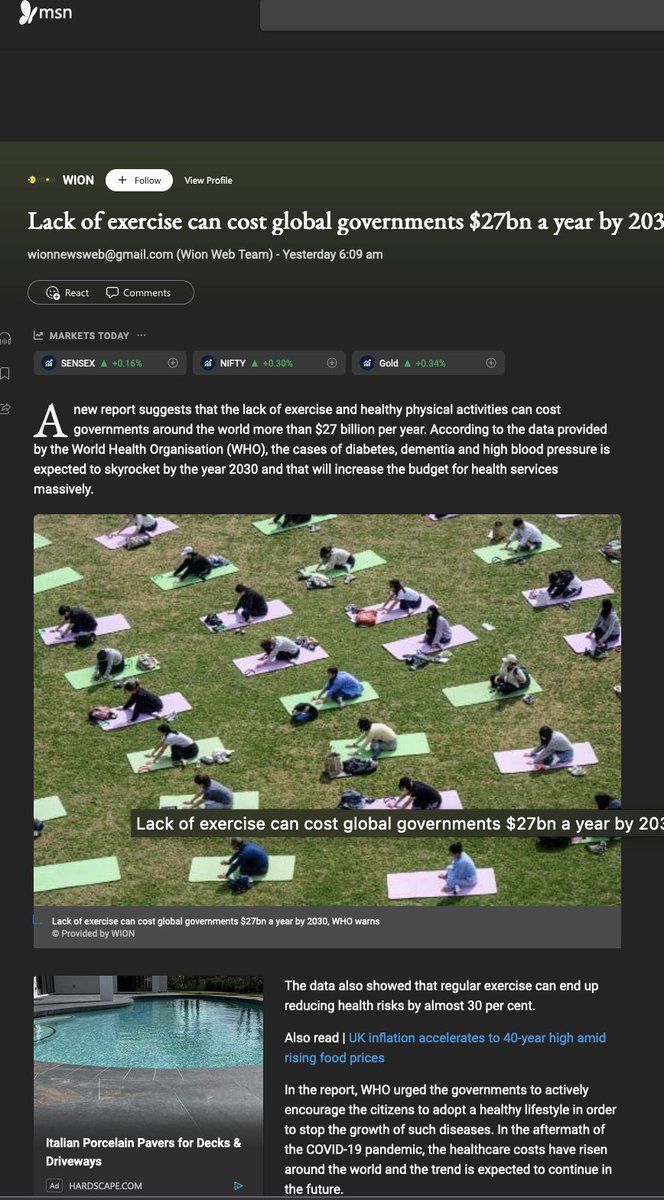 msn
WION
+ Follow
View Profile
Lack of exercise can cost global governments $27bn a year by 203
wionnewsweb@gmail.com (Wion Web Team) - Yesterday 6:09 am
React
Comments
MARKETS TODAY ...
SENSEX ▲ +0.16%
NIFTY ▲ +0.30%
Gold ▲ +0.34%
A new report suggests that the lack of exercise and healthy physical activities can cost
governments around the world more than $27 billion per year. According to the data provided
by the World Health Organisation (WHO), the cases of diabetes, dementia and high blood pressure is
expected to skyrocket by the year 2030 and that will increase the budget for health services
massively.
Lack of exercise can cost global governments $27bn a year by 203
Lack of exercise can cost global governments $27bn a year by 2030, WHO warns
© Provided by WION
The data also showed that regular exercise can end up
reducing health risks by almost 30 per cent.
Also read | UK inflation accelerates to 40-year high amid
rising food prices
In the report, WHO urged the governments to actively
encourage the citizens to adopt a healthy lifestyle in order
to stop the growth of such diseases. In the aftermath of
the COVID-19 pandemic, the healthcare costs have risen
around the world and the trend is expected to continue in
the future.
Italian Porcelain Pavers for Decks &
Driveways
Ad HARDSCAPE.COM